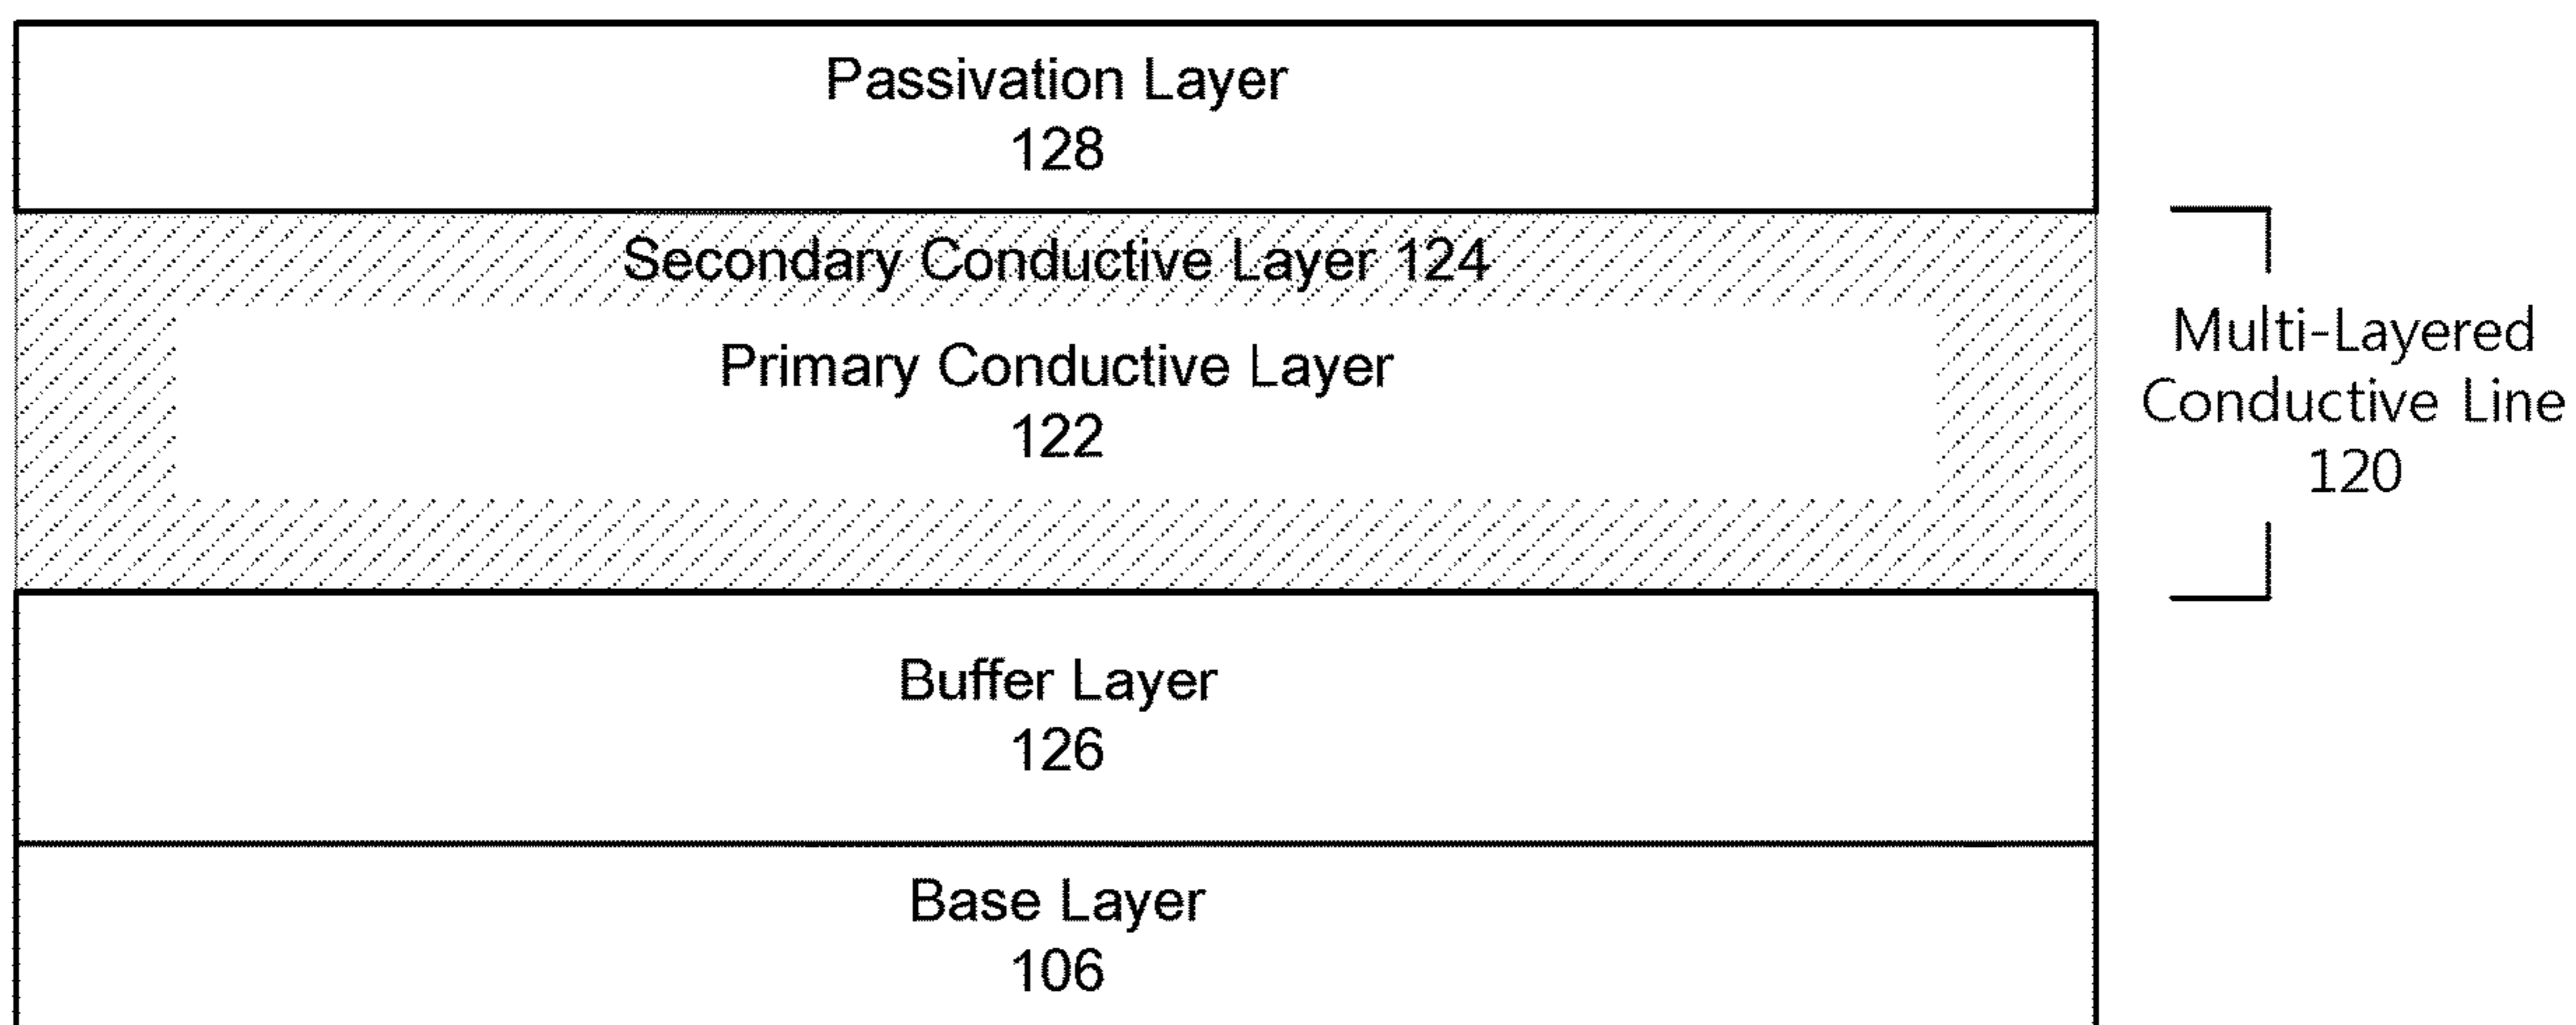 Passivation Layer
128
Secondary Conductive Layer 124
Primary Conductive Layer
122
Multi-Layered
Conductive Line
120
Buffer Layer
126
Base Layer
106